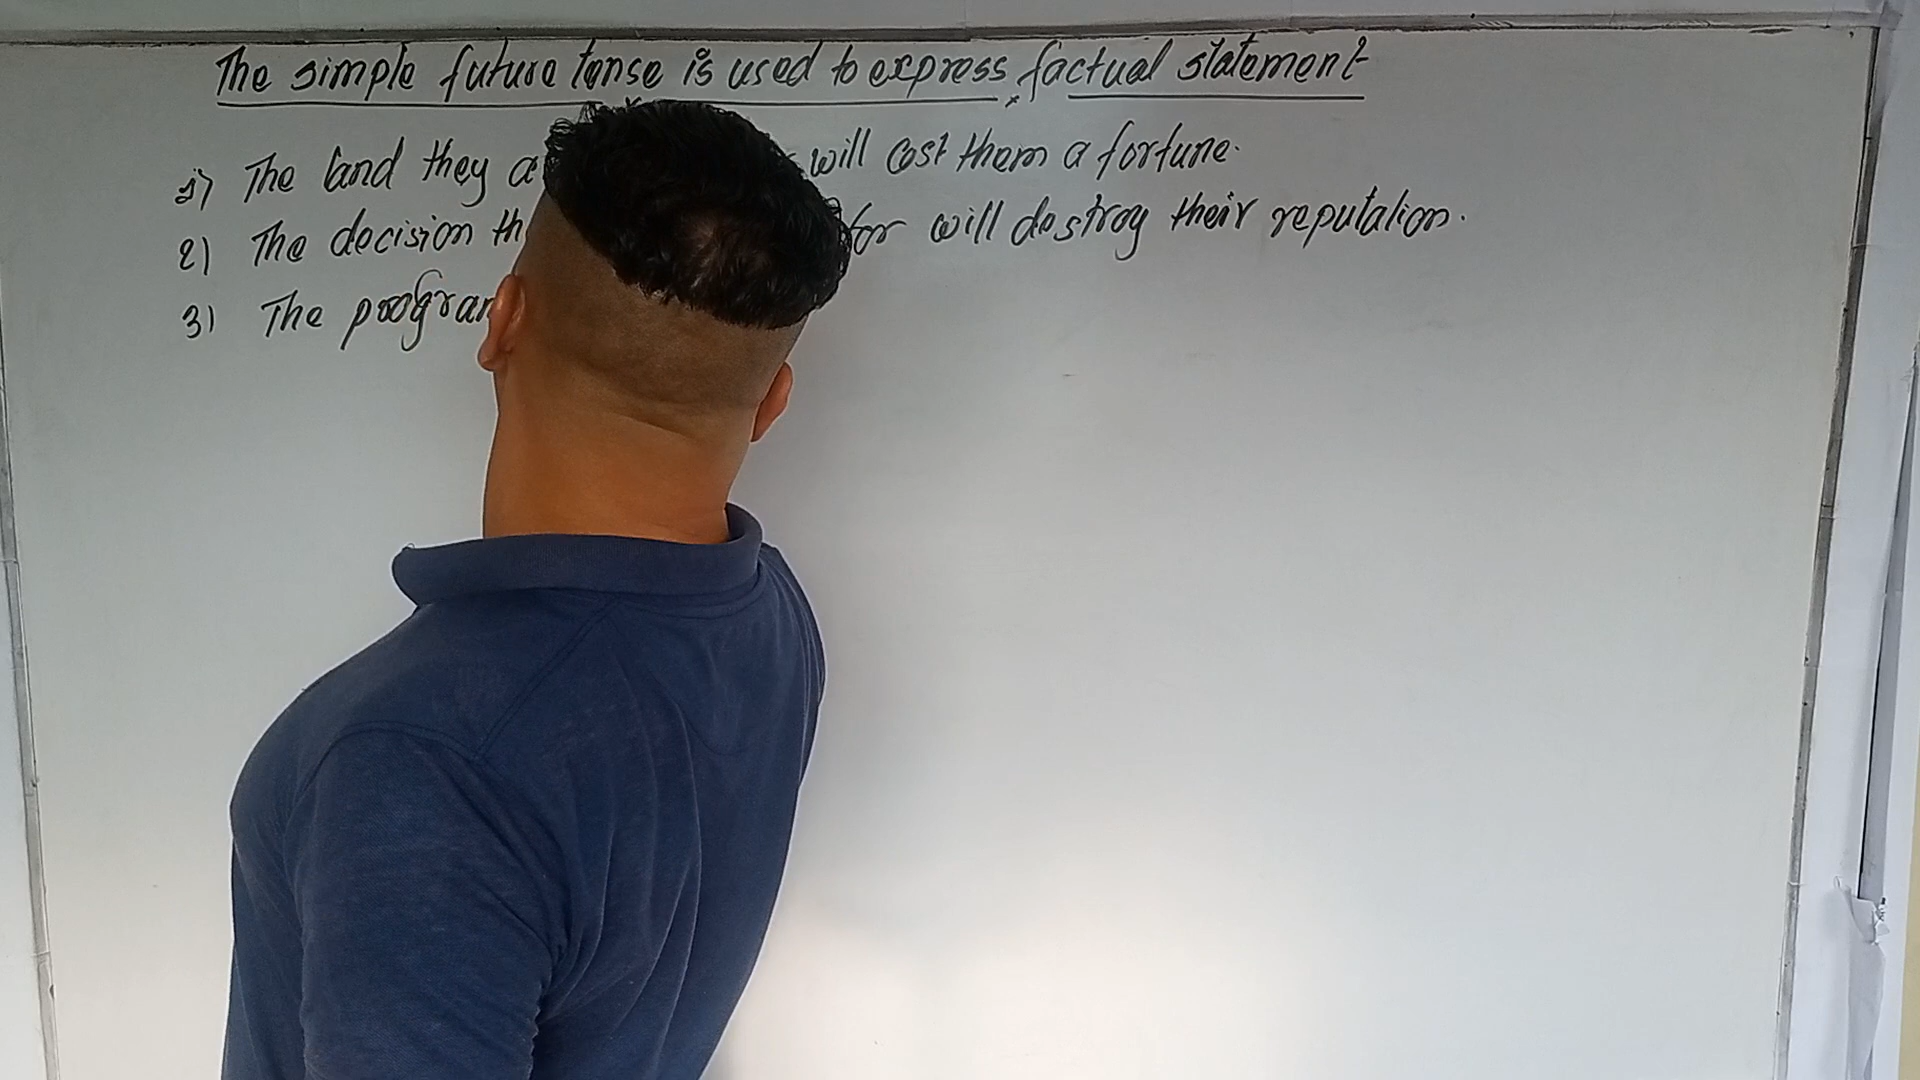 The simple future tense is used to express factual statement
1) The land they a will cost them a fortune.
2) The decision th for will destroy their reputation.
3) The program